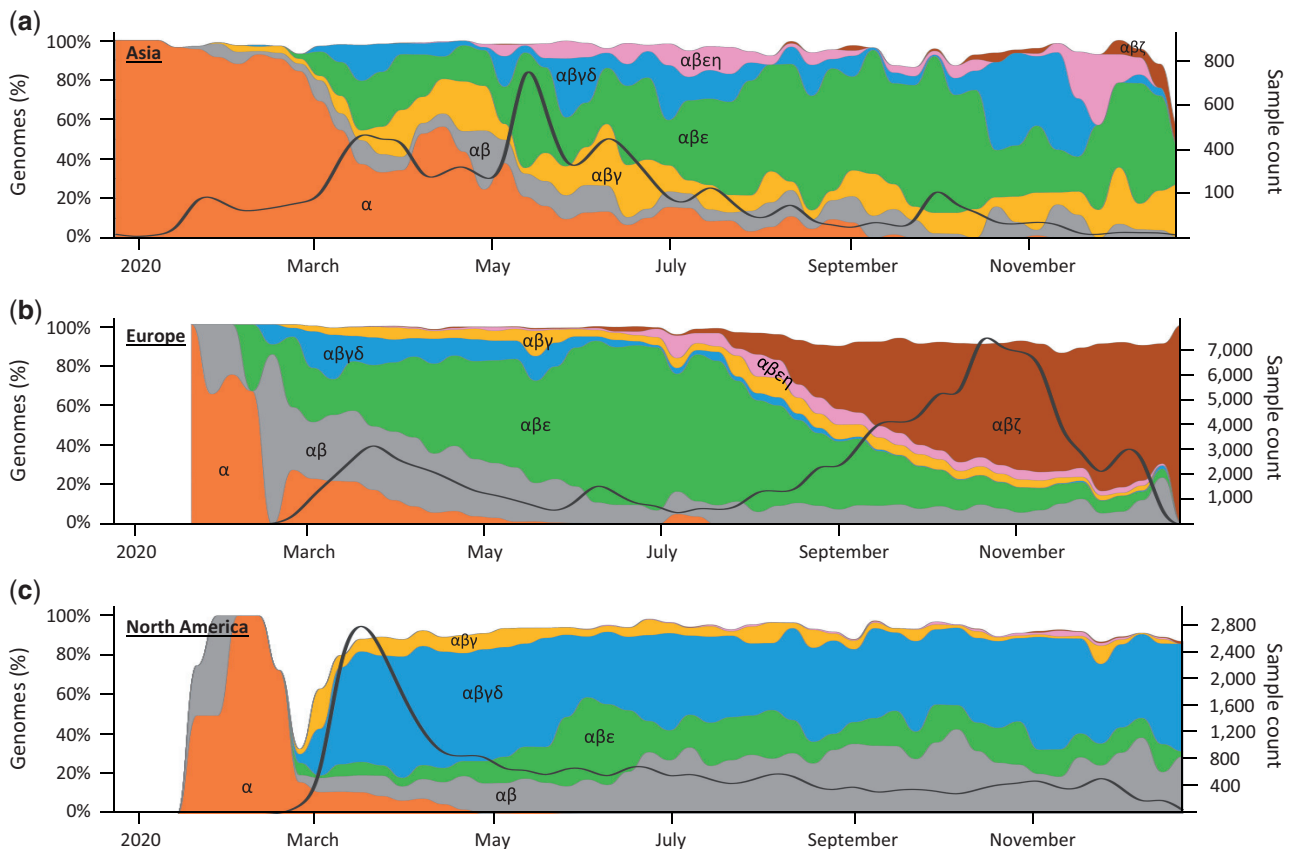 (a)
Asia
100%
80%
60%
40%
20%
0%
Genomes (%)
800
600
400
100
Sample count
αβζ
αβεη
αβγδ
αβε
αβ
αβγ
α
2020 March May July September November
(b)
Europe
100%
80%
60%
40%
20%
0%
Genomes (%)
7,000
6,000
5,000
4,000
3,000
2,000
1,000
Sample count
αβγ
αβγδ
αβεη
αβε
αβζ
αβ
α
2020 March May July September November
(c)
North America
100%
80%
60%
40%
20%
0%
Genomes (%)
2,800
2,400
2,000
1,600
1,200
800
400
Sample count
αβγ
αβγδ
αβε
α
αβ
2020 March May July September November